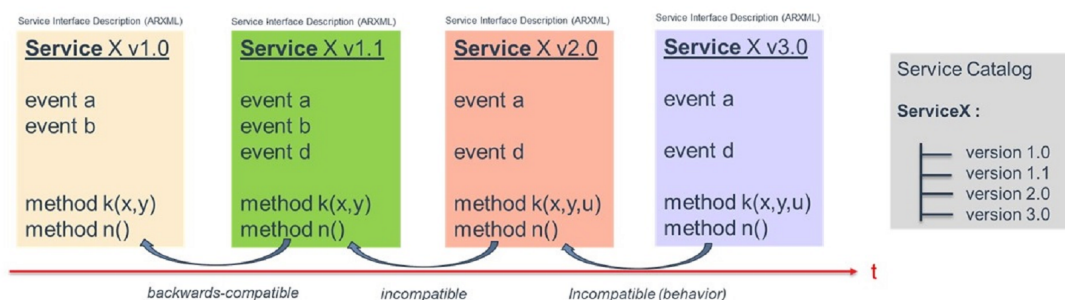 Service Interface Description (ARXML)
Service X v1.0
event a
event b
method k(x,y)
method n()
Service Interface Description (ARXML)
Service X v1.1
event a
event b
event d
method k(x,y)
method n()
Service Interface Description (ARXML)
Service X v2.0
event a
event d
method k(x,y,u)
method n()
Service Interface Description (ARXML)
Service X v3.0
event a
event d
method k(x,y,u)
method n()
backwards-compatible
incompatible
Incompatible (behavior)
t
Service Catalog
ServiceX :
version 1.0
version 1.1
version 2.0
version 3.0